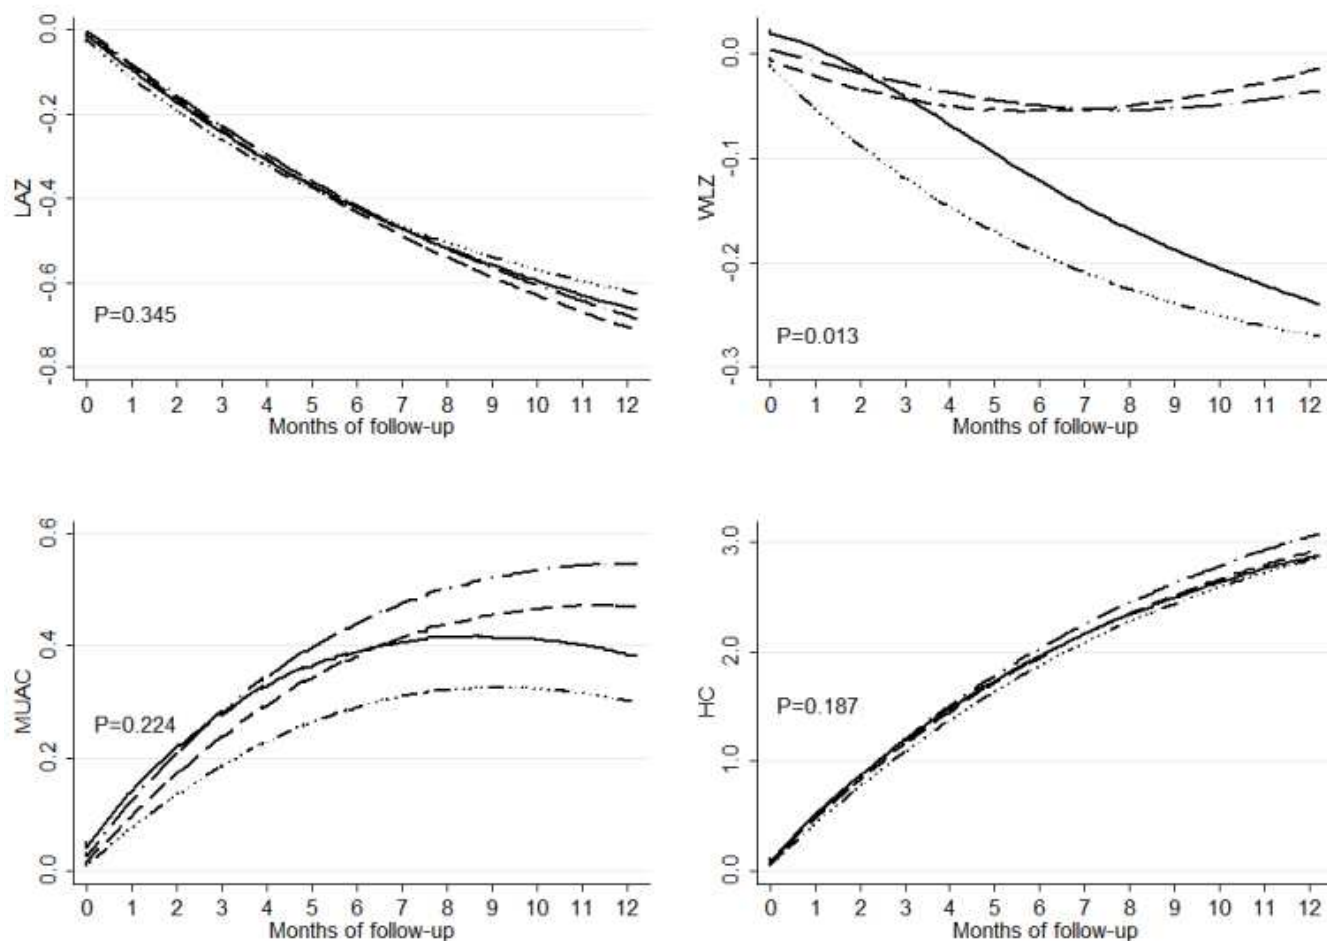 0.0
-0.2
-0.4
-0.6
-0.8
LAZ
P=0.345
0 1 2 3 4 5 6 7 8 9 10 11 12
Months of follow-up
0.0
-0.1
-0.2
-0.3
WLZ
P=0.013
0 1 2 3 4 5 6 7 8 9 10 11 12
Months of follow-up
0.6
0.4
0.2
0.0
MUAC
P=0.224
0 1 2 3 4 5 6 7 8 9 10 11 12
Months of follow-up
3.0
2.0
1.0
0.0
HC
P=0.187
0 1 2 3 4 5 6 7 8 9 10 11 12
Months of follow-up